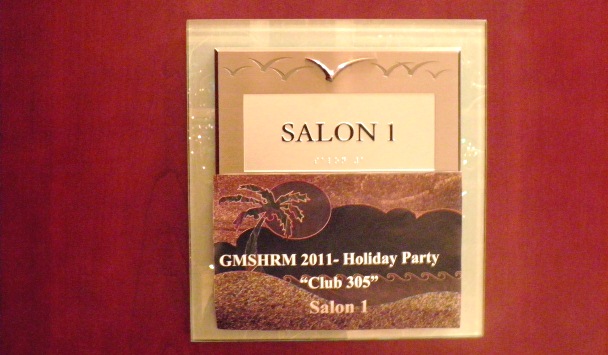 SALON 1
GMSHRM 2011- Holiday Party
“Club 305”
Salon 1